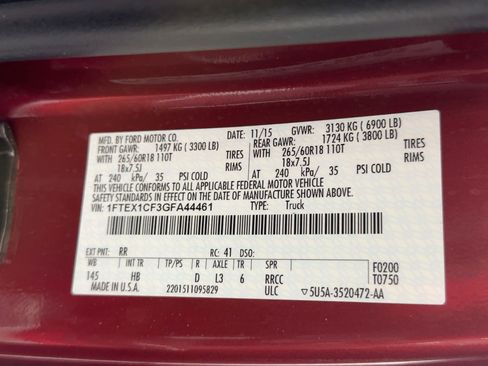 MFD. BY FORD MOTOR CO. DATE: 11/15 GVWR: 3130 KG ( 6900 LB)
FRONT GAWR: 1497 KG ( 3300 LB) REAR GAWR: 1724 KG ( 3800 LB)
WITH 265/60R18 110T TIRES WITH 265/60R18 110T TIRES
18x7.5J RIMS 18x7.5J RIMS
AT 240 kPa/ 35 PSI COLD AT 240 kPa/ 35 PSI COLD
THIS VEHICLE CONFORMS TO ALL APPLICABLE FEDERAL MOTOR VEHICLE
SAFETY STANDARDS IN EFFECT ON THE DATE OF MANUFACTURE SHOWN ABOVE.
VIN: 1FTEX1CF3GFA44461 TYPE: Truck
EXT PNT: RR RC: 41 DSO:
WB INT TR TP/PS R AXLE TR SPR F0200
145 HB D L3 6 RRCC T0750
MADE IN U.S.A. 2201511095829 ULC ▽5U5A-3520472-AA